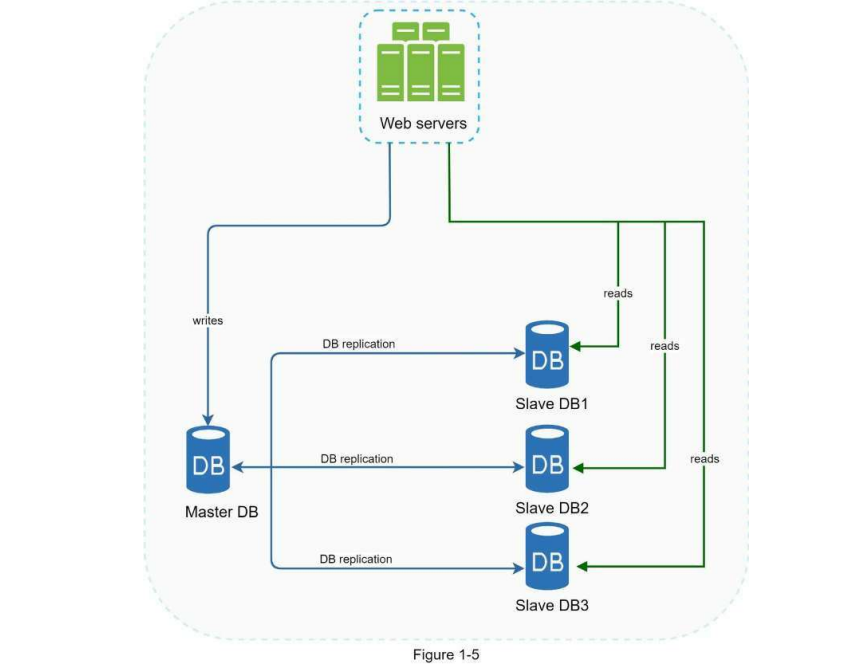 Web servers
reads
writes
DB replication
reads
DB
Slave DB1
DB replication
reads
DB
DB
Master DB
Slave DB2
DB replication
DB
Slave DB3
Figure 1-5